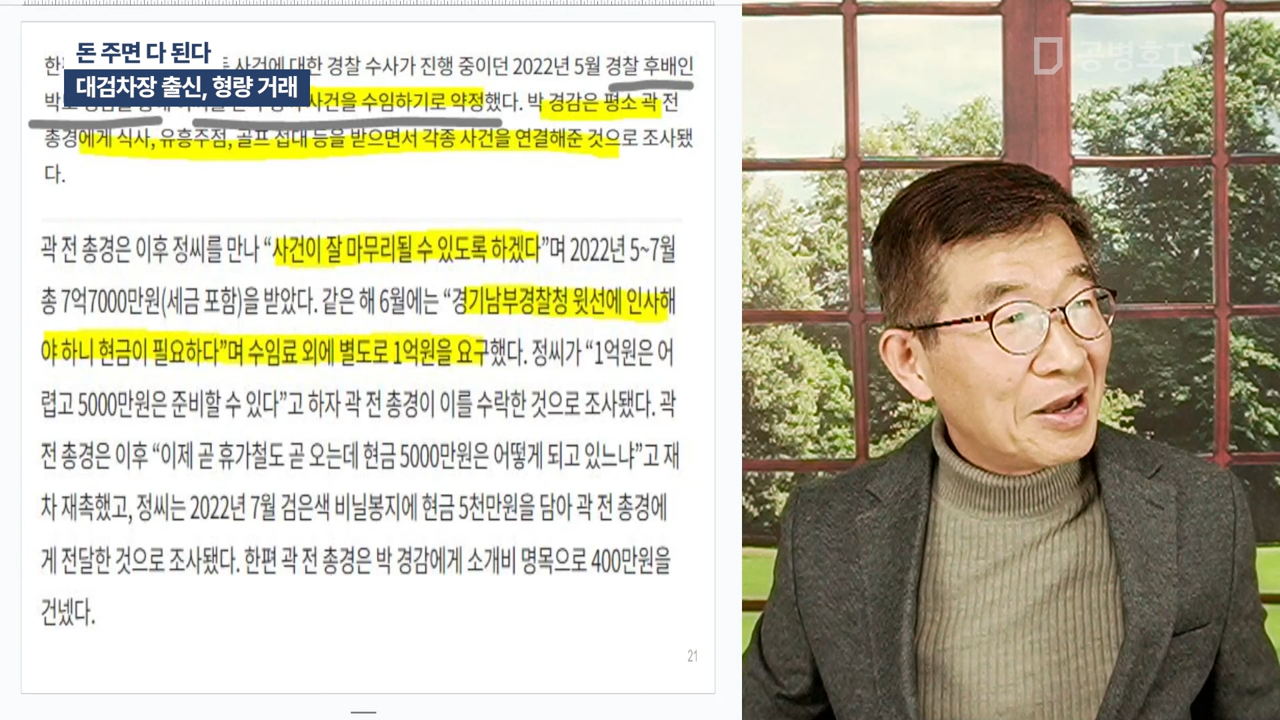 돈 주면 다 된다
대검차장 출신, 형량 거래
사건에 대한 경찰 수사가 진행 중이던 2022년 5월 경찰 후배인
사건을 수임하기로 약정했다. 박 경감은 평소 곽 전
총경에게 식사, 유흥주점, 골프 접대 등을 받으면서 각종 사건을 연결해준 것으로 조사됐
다.
곽 전 총경은 이후 정씨를 만나 “사건이 잘 마무리될 수 있도록 하겠다”며 2022년 5~7월
총 7억7000만원(세금 포함)을 받았다. 같은 해 6월에는 “경기남부경찰청 윗선에 인사해
야 하니 현금이 필요하다”며 수임료 외에 별도로 1억원을 요구했다. 정씨가 “1억원은 어
렵고 5000만원은 준비할 수 있다”고 하자 곽 전 총경이 이를 수락한 것으로 조사됐다. 곽
전 총경은 이후 “이제 곧 휴가철도 곧 오는데 현금 5000만원은 어떻게 되고 있느냐”고 재
차 재촉했고, 정씨는 2022년 7월 검은색 비닐봉지에 현금 5천만원을 담아 곽 전 총경에
게 전달한 것으로 조사됐다. 한편 곽 전 총경은 박 경감에게 소개비 명목으로 400만원을
건넸다.
21
공병호TV